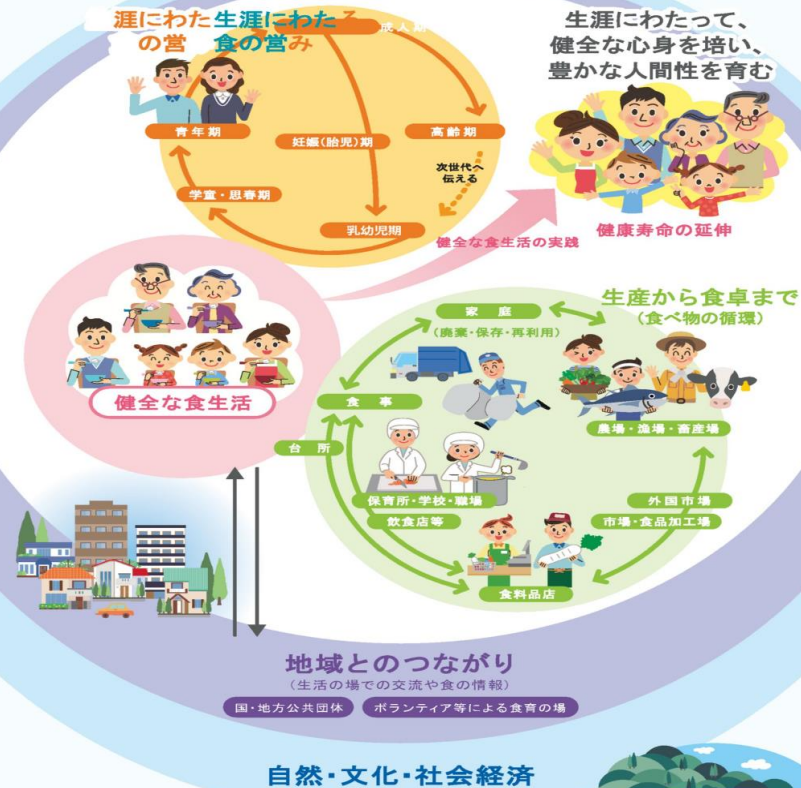 涯にわた
の営
生涯にわたる
食の営み
成人期
青年期
妊娠(胎児)期
高齢期
次世代へ
伝える
学童・思春期
乳幼児期
生涯にわたって、
健全な心身を培い、
豊かな人間性を育む
健康寿命の延伸
健全な食生活の実践
健全な食生活
生産から食卓まで
(食べ物の循環)
家庭
(廃棄・保存・再利用)
食事
台所
農場・漁場・畜産場
保育所・学校・職場
飲食店等
外国市場
市場・食品加工場
食料品店
地域とのつながり
(生活の場での交流や食の情報)
国・地方公共団体
ボランティア等による食育の場
自然・文化・社会経済